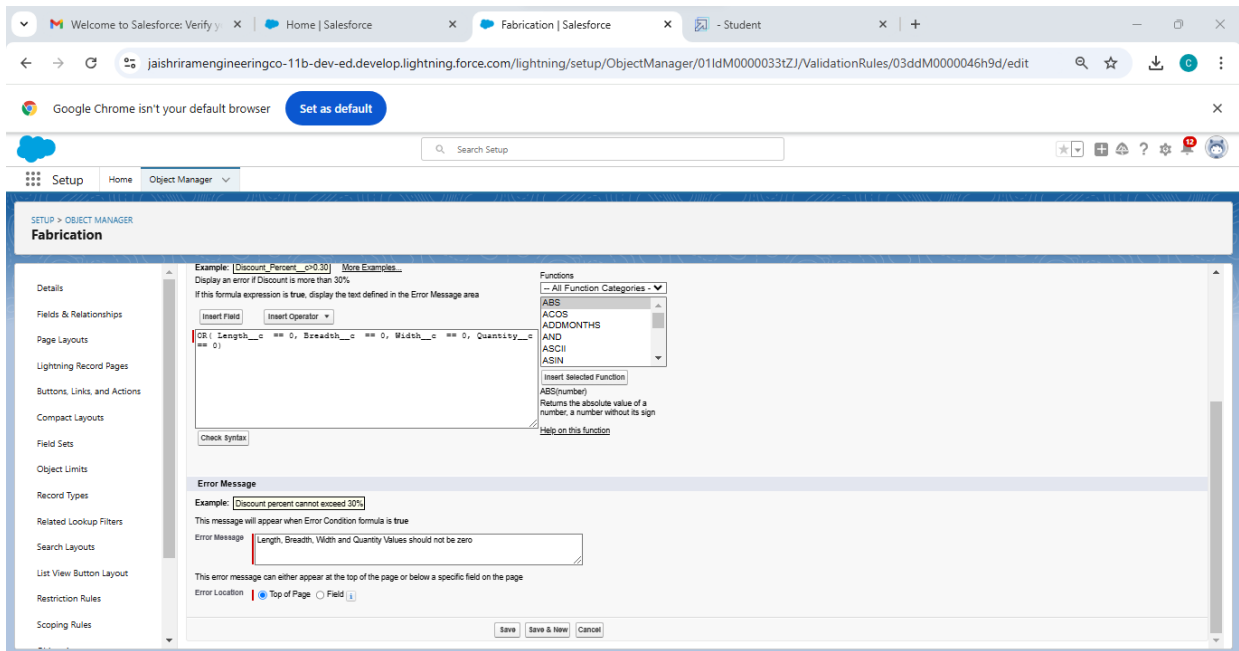 Welcome to Salesforce: Verify y
Home | Salesforce
Fabrication | Salesforce
- Student
jaishriramengineeringco-11b-dev-ed.develop.lightning.force.com/lightning/setup/ObjectManager/01IdM0000033tZJ/ValidationRules/03ddM0000046h9d/edit
C
Google Chrome isn't your default browser
Set as default
Search Setup
12
Setup
Home
Object Manager
SETUP > OBJECT MANAGER
Fabrication
Details
Fields & Relationships
Page Layouts
Lightning Record Pages
Buttons, Links, and Actions
Compact Layouts
Field Sets
Object Limits
Record Types
Related Lookup Filters
Search Layouts
List View Button Layout
Restriction Rules
Scoping Rules
Example: Discount_Percent__c>0.30 More Examples...
Display an error if Discount is more than 30%
If this formula expression is true, display the text defined in the Error Message area
Insert Field
Insert Operator
OR( Length__c == 0, Breadth__c == 0, Width__c == 0, Quantity__c
== 0)
Check Syntax
Functions
-- All Function Categories -
ABS
ACOS
ADDMONTHS
AND
ASCII
ASIN
Insert Selected Function
ABS(number)
Returns the absolute value of a
number, a number without its sign
Help on this function
Error Message
Example: Discount percent cannot exceed 30%
This message will appear when Error Condition formula is true
Error Message
Length, Breadth, Width and Quantity Values should not be zero
This error message can either appear at the top of the page or below a specific field on the page
Error Location
Top of Page
Field
i
Save
Save & New
Cancel